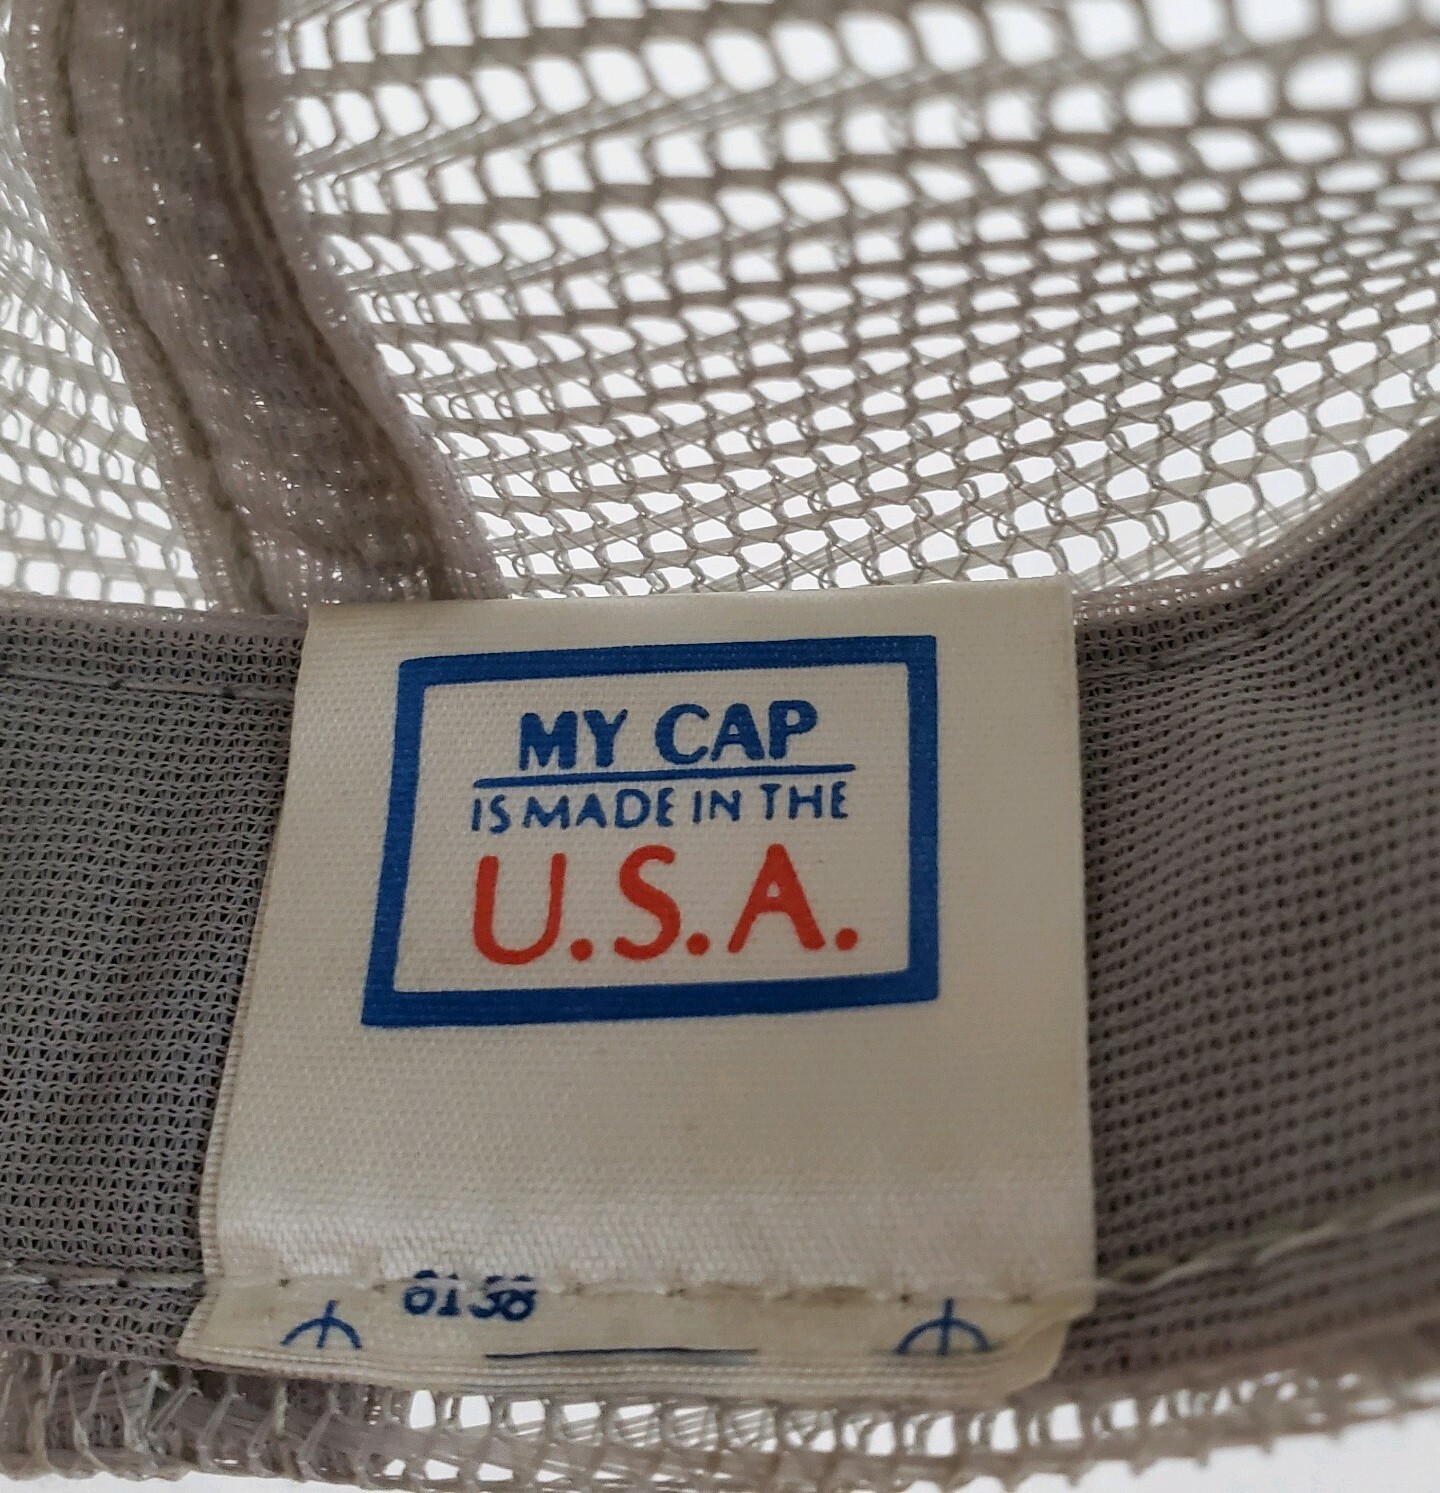 MY CAP
IS MADE IN THE
U.S.A.